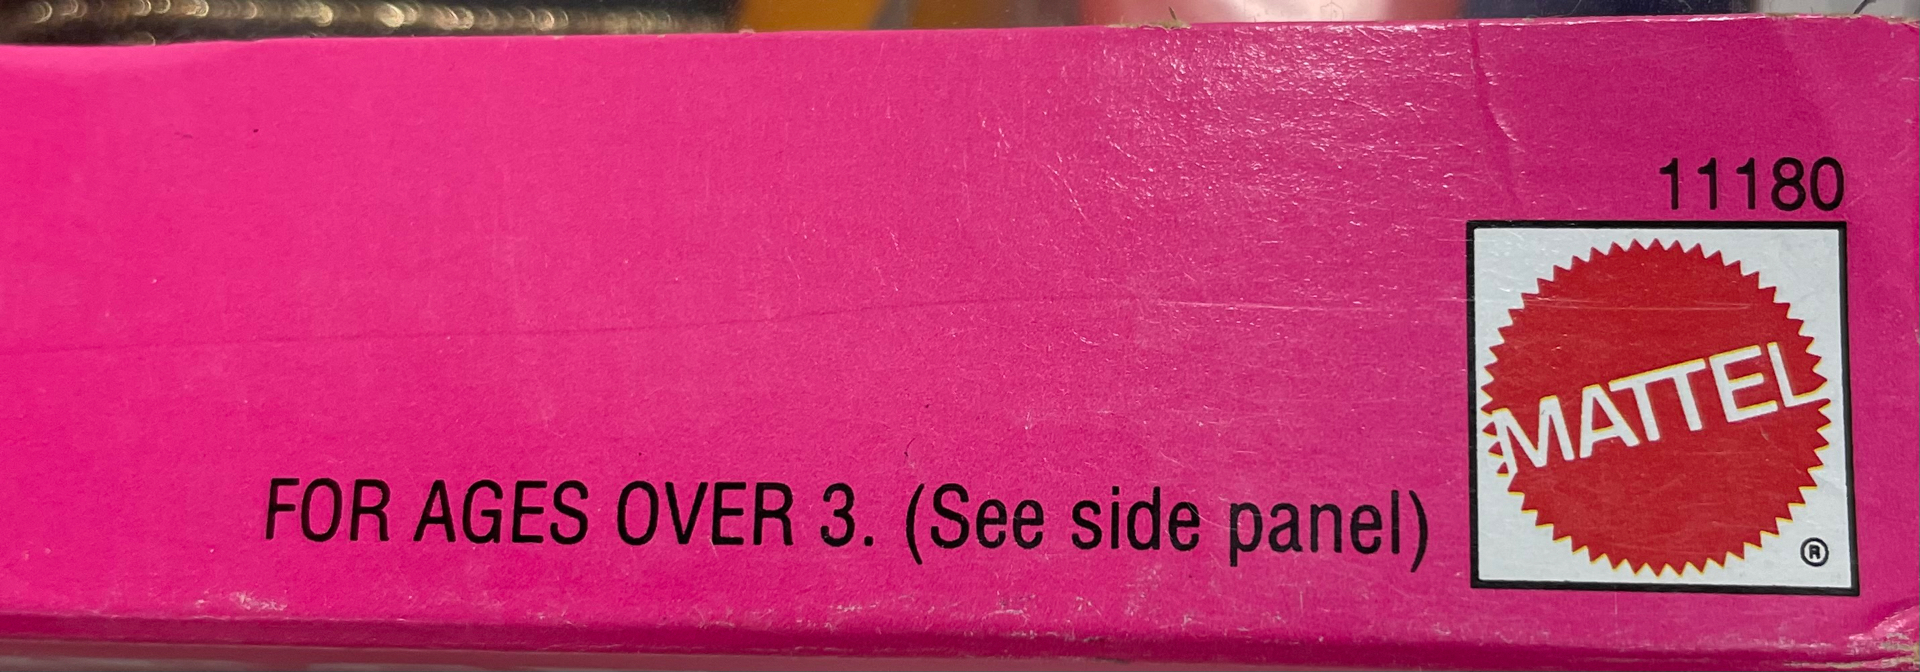 11180
MATTEL
®
FOR AGES OVER 3. (See side panel)